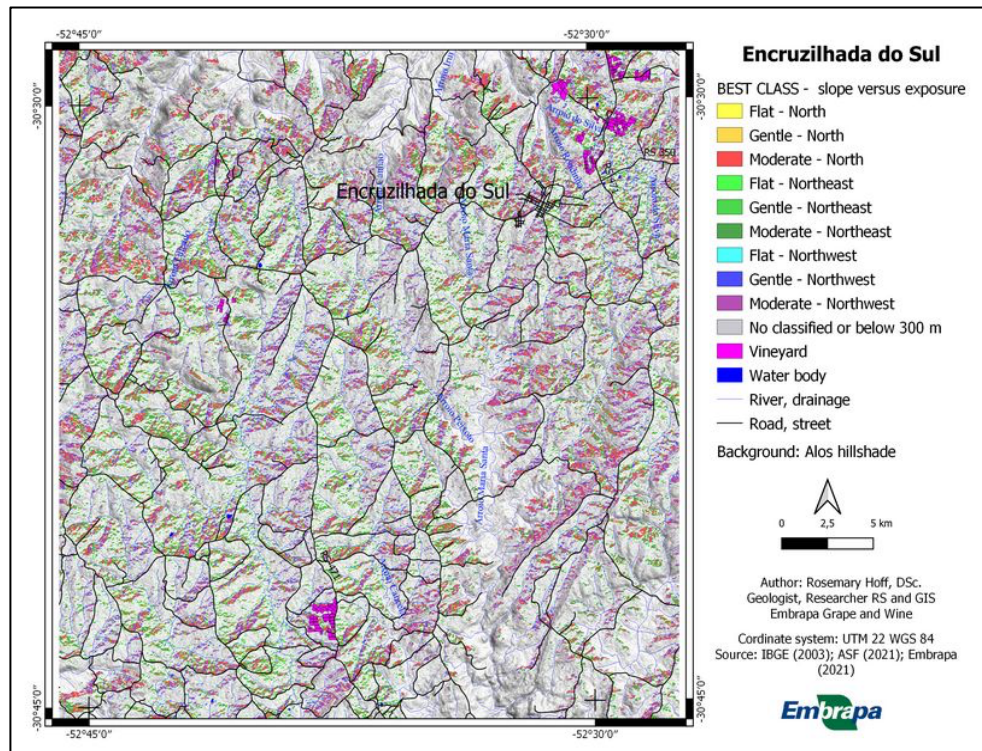 -52°45'0"
-52°30'0"
-30°30'0"
-30°30'0"
Encruzilhada do Sul
RS 350
Arroio Maria Santa
-30°45'0"
-30°45'0"
-52°45'0"
-52°30'0"
Encruzilhada do Sul
BEST CLASS - slope versus exposure
Flat - North
Gentle - North
Moderate - North
Flat - Northeast
Gentle - Northeast
Moderate - Northeast
Flat - Northwest
Gentle - Northwest
Moderate - Northwest
No classified or below 300 m
Vineyard
Water body
River, drainage
Road, street
Background: Alos hillshade
0 2,5 5 km
Author: Rosemary Hoff, DSc.
Geologist, Researcher RS and GIS
Embrapa Grape and Wine
Cordinate system: UTM 22 WGS 84
Source: IBGE (2003); ASF (2021); Embrapa
(2021)
Embrapa